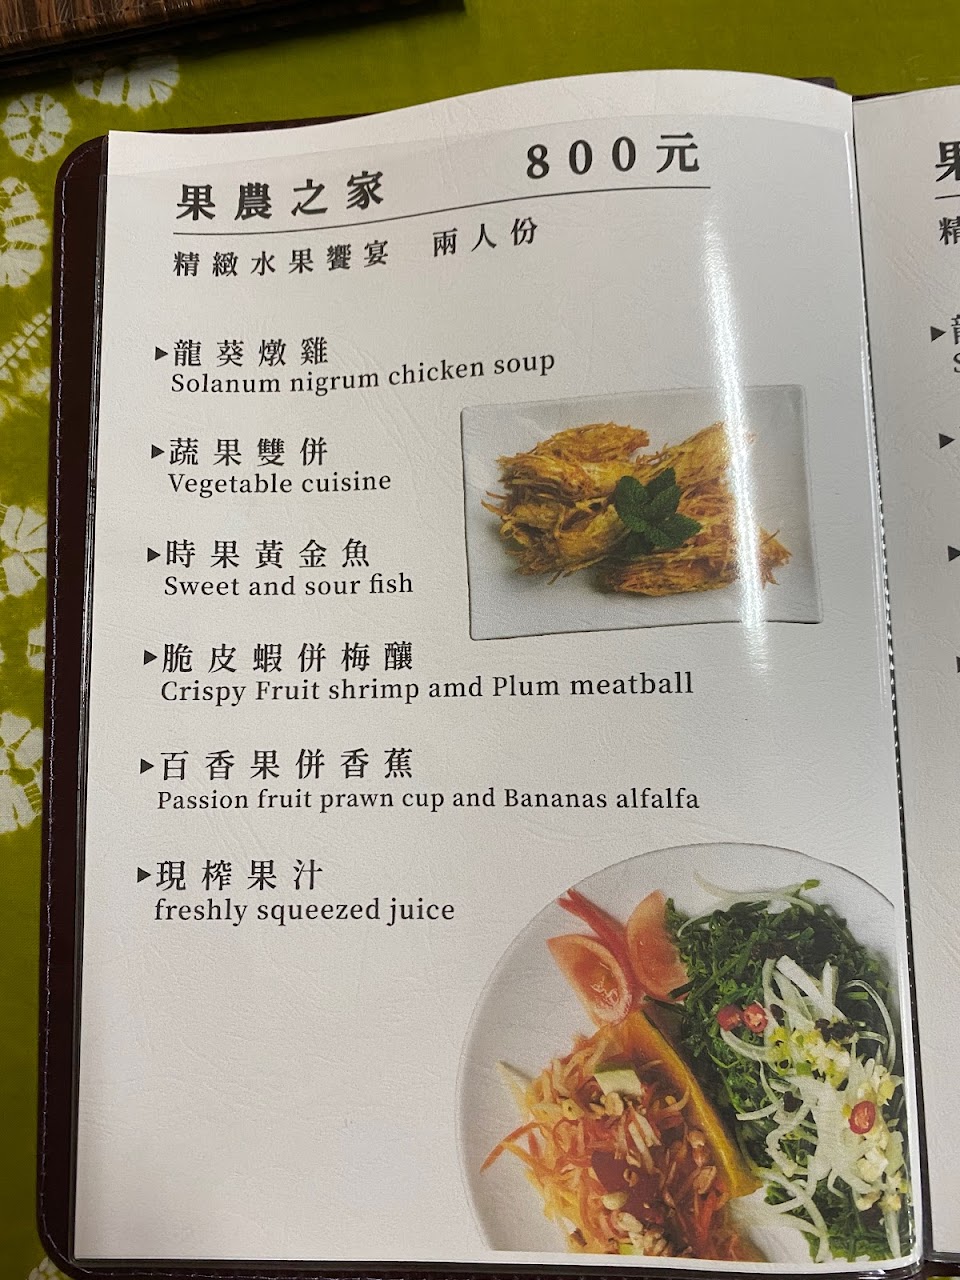 果農之家 800元
精緻水果饗宴 兩人份
▶龍葵燉雞
Solanum nigrum chicken soup
▶蔬果雙併
Vegetable cuisine
▶時果黃金魚
Sweet and sour fish
▶脆皮蝦併梅釀
Crispy Fruit shrimp amd Plum meatball
▶百香果併香蕉
Passion fruit prawn cup and Bananas alfalfa
▶現榨果汁
freshly squeezed juice
果
精